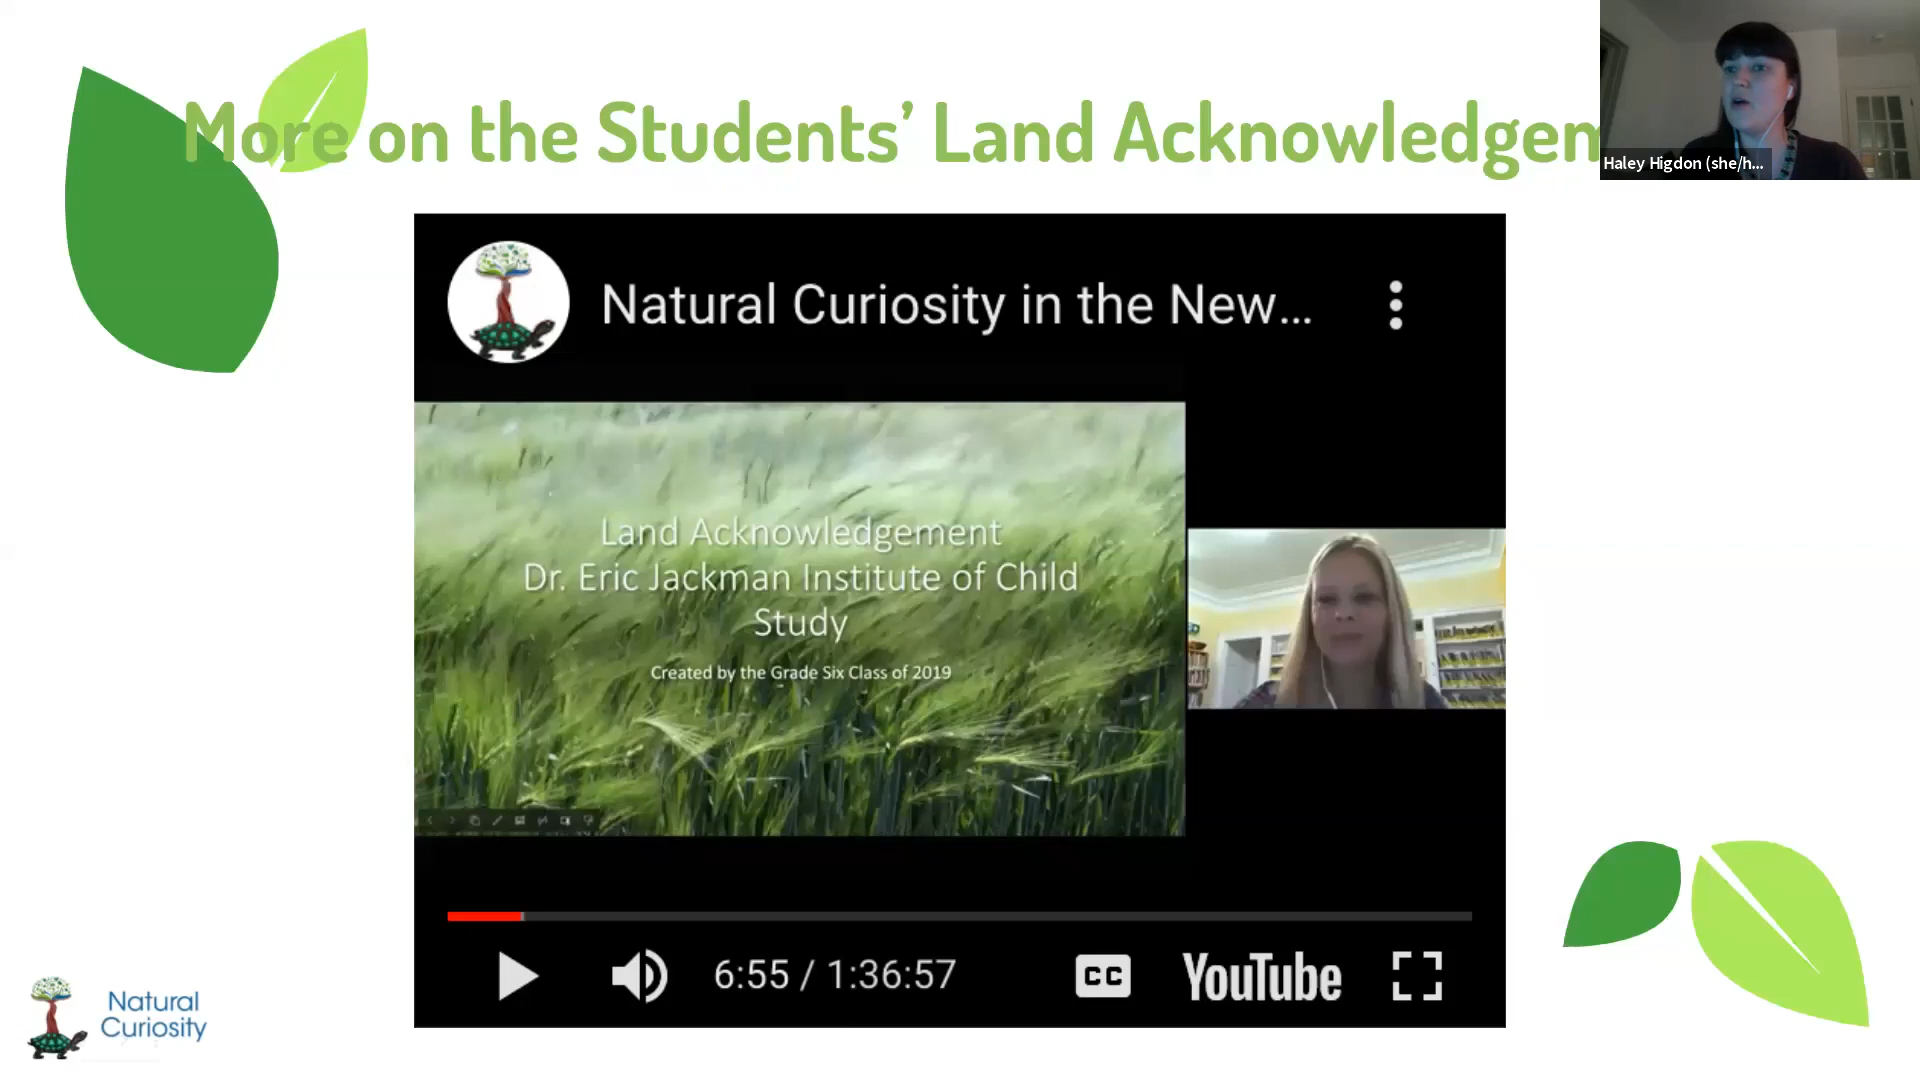 More on the Students’ Land Acknowledgem
Haley Higdon (she/h...
Natural Curiosity in the New...
Land Acknowledgement
Dr. Eric Jackman Institute of Child
Study
Created by the Grade Six Class of 2019
6:55 / 1:36:57
CC
YouTube
Natural
Curiosity